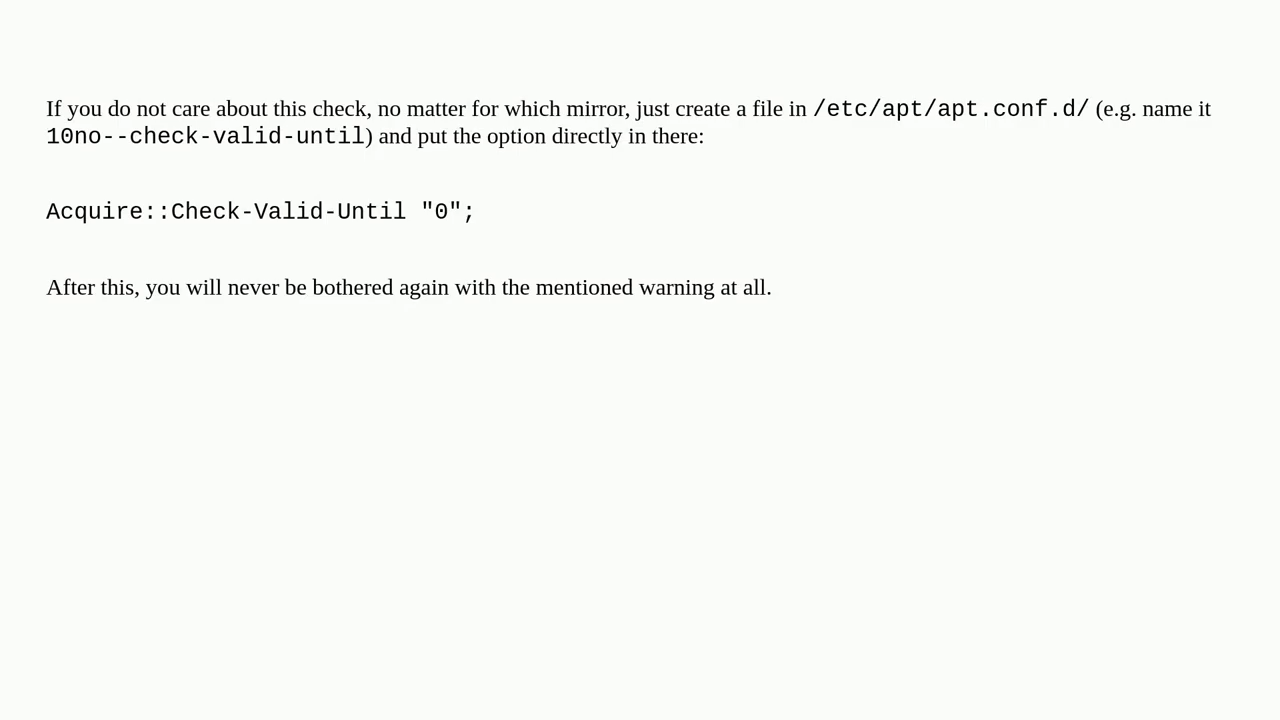 If you do not care about this check, no matter for which mirror, just create a file in /etc/apt/apt.conf.d/ (e.g. name it
10no--check-valid-until) and put the option directly in there:
Acquire::Check-Valid-Until "0";
After this, you will never be bothered again with the mentioned warning at all.